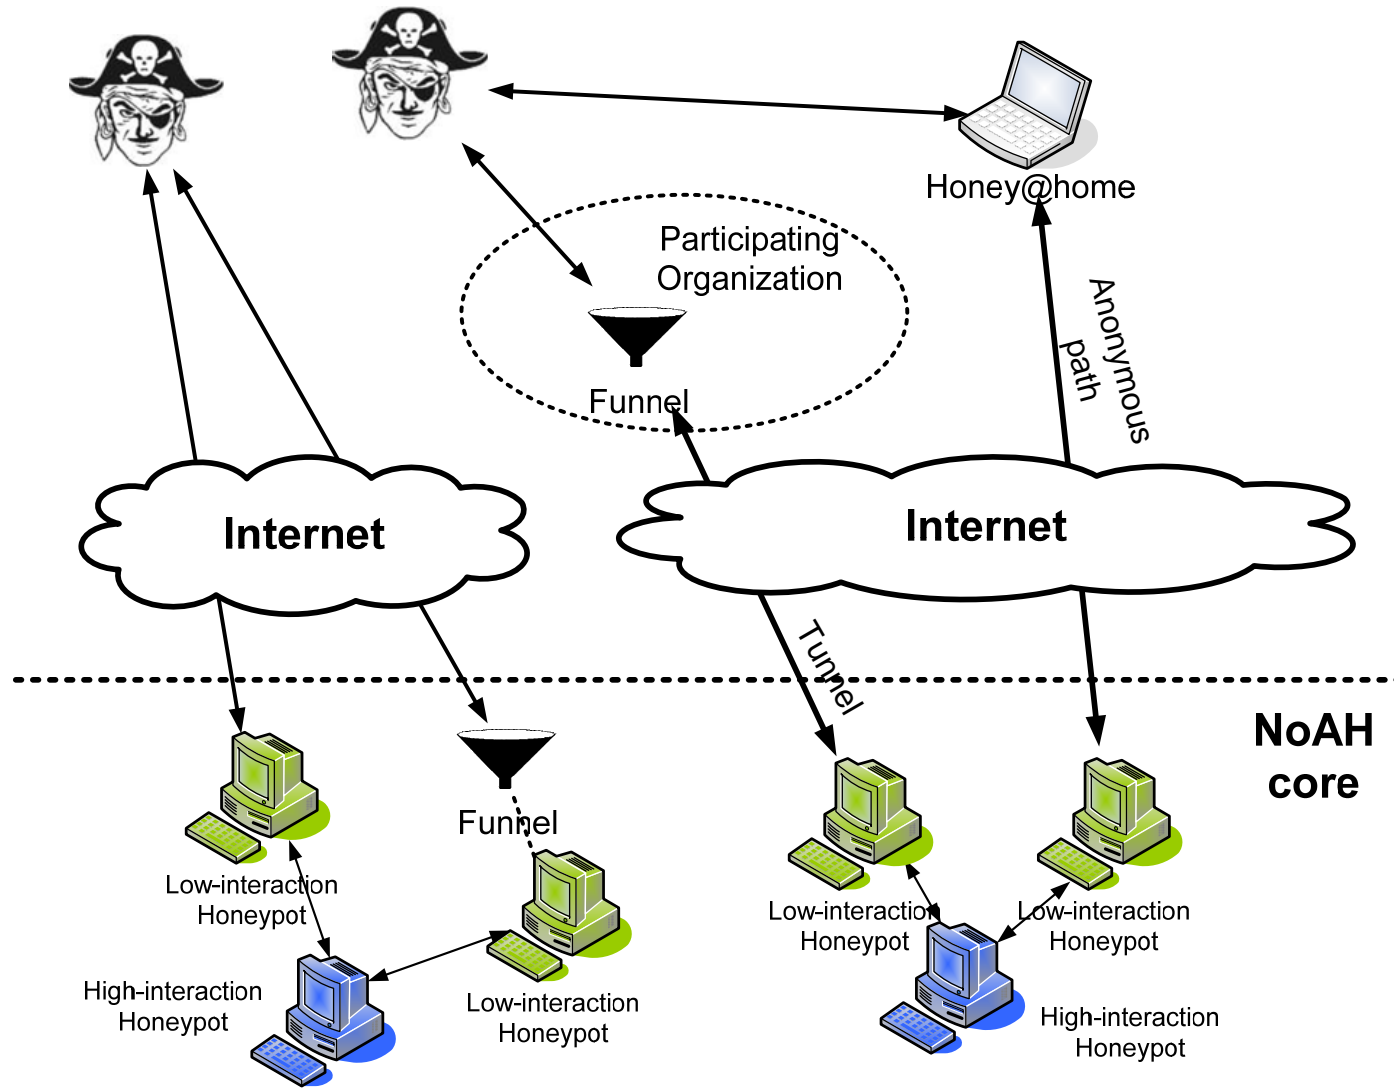 Honey@home
Participating
Organization
Funnel
Anonymous
path
Internet
Internet
Tunnel
NoAH
core
Funnel
Low-interaction
Honeypot
Low-interaction
Honeypot
Low-interaction
Honeypot
High-interaction
Honeypot
Low-interaction
Honeypot
High-interaction
Honeypot